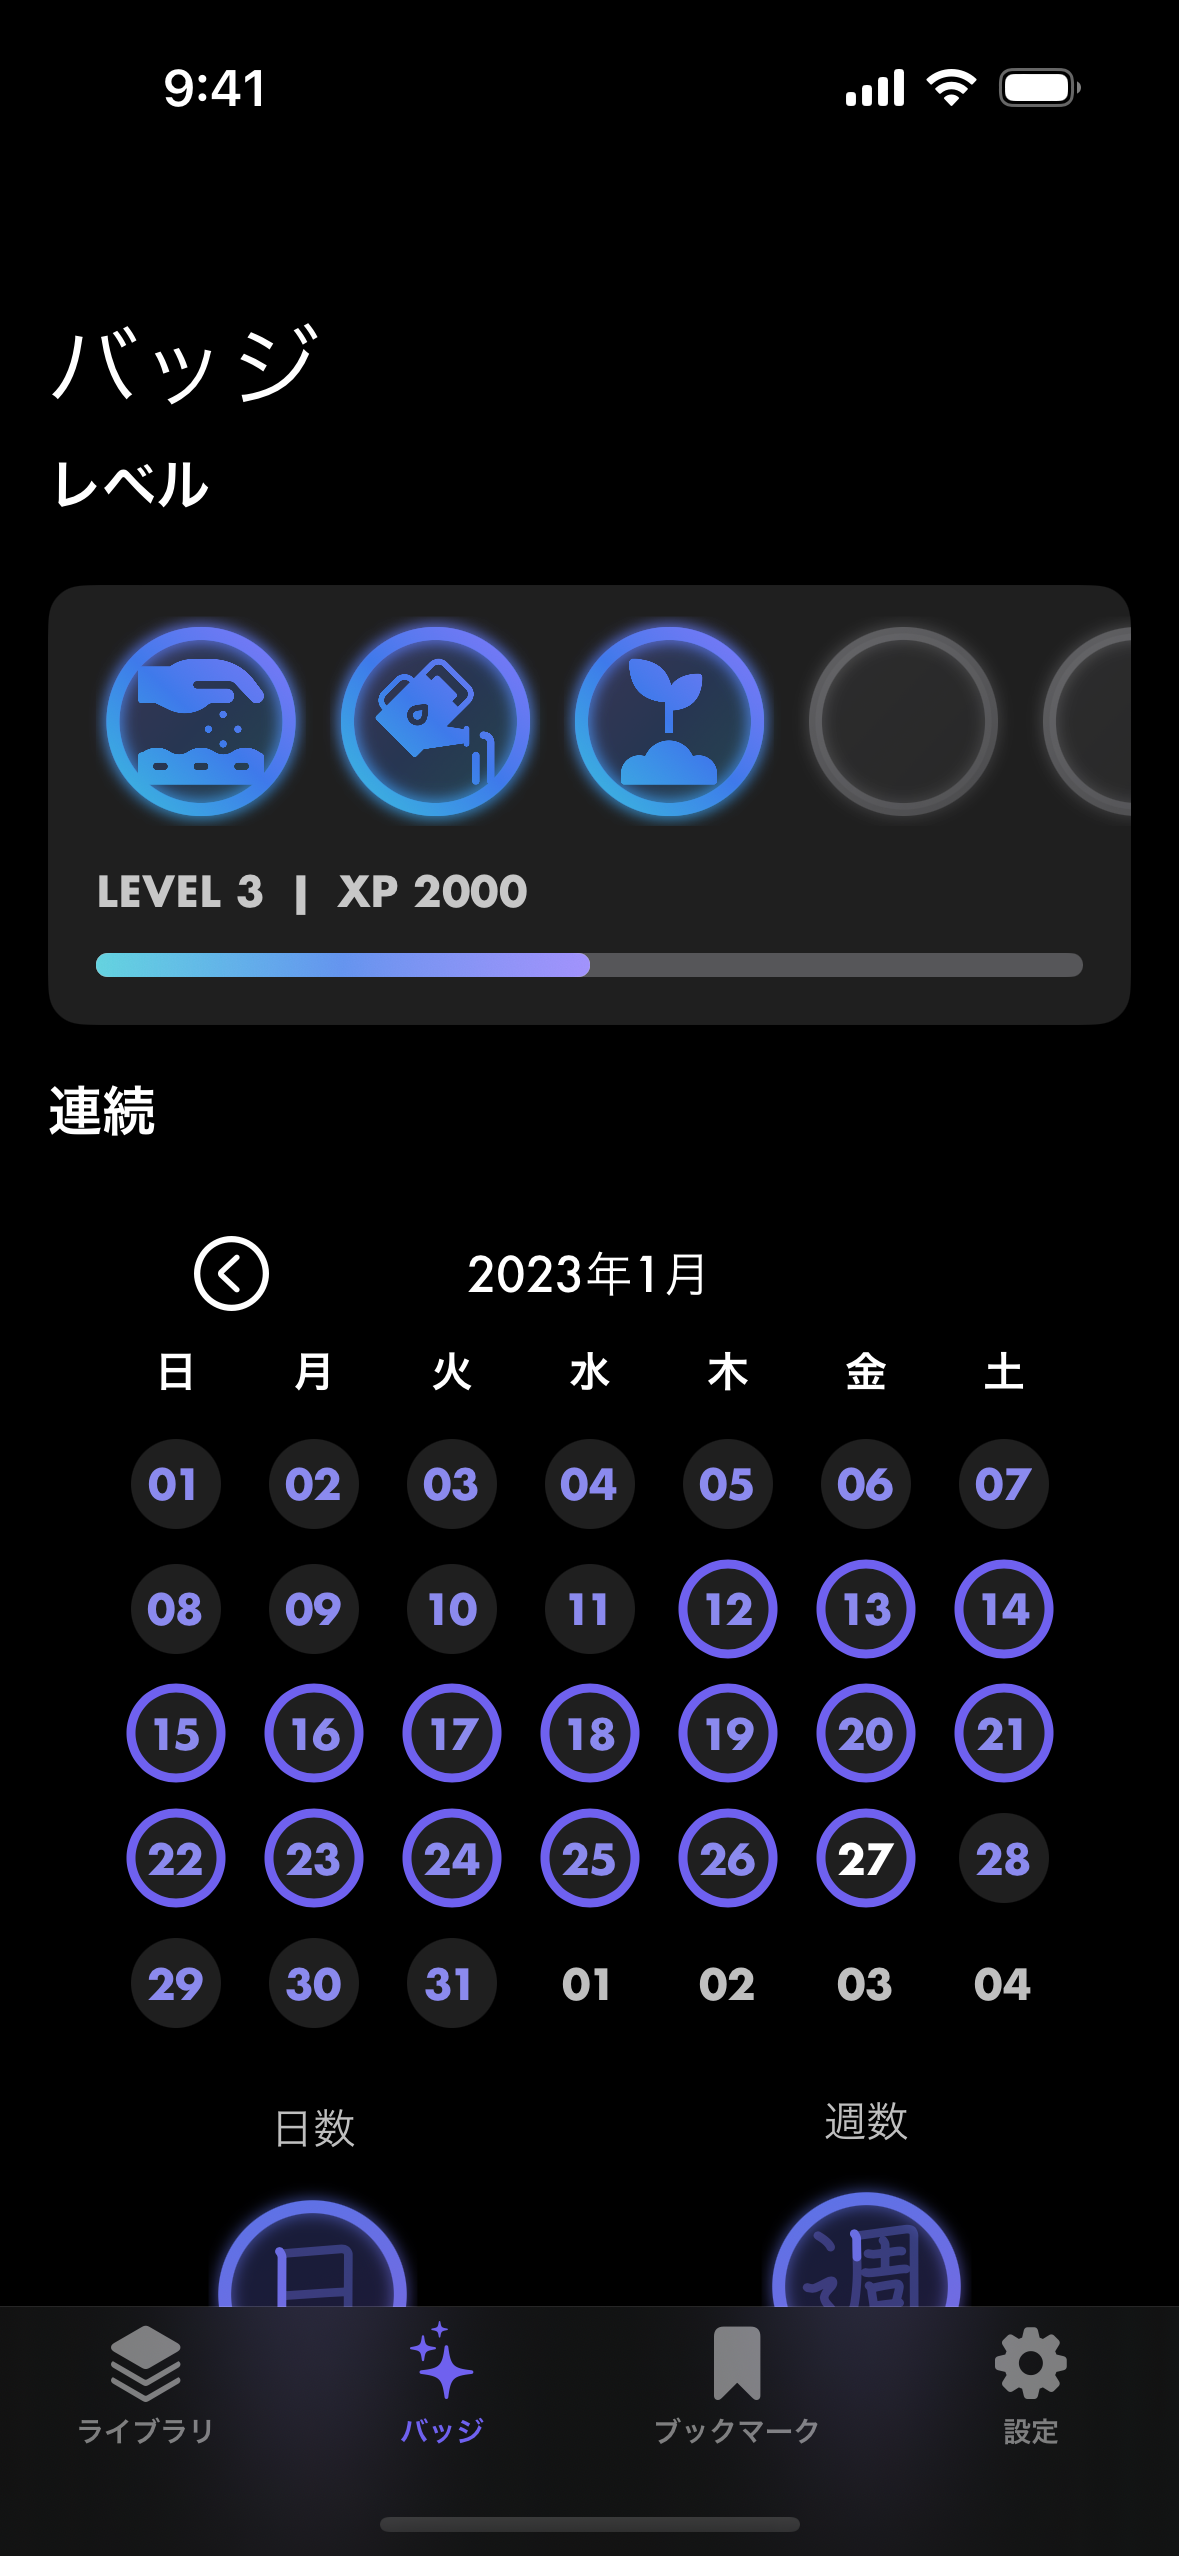 9:41
バッジ
レベル
LEVEL 3 | XP 2000
連続
2023年1月
日 月 火 水 木 金 土
01 02 03 04 05 06 07
08 09 10 11 12 13 14
15 16 17 18 19 20 21
22 23 24 25 26 27 28
29 30 31 01 02 03 04
日数 週数
日 週
ライブラリ バッジ ブックマーク 設定